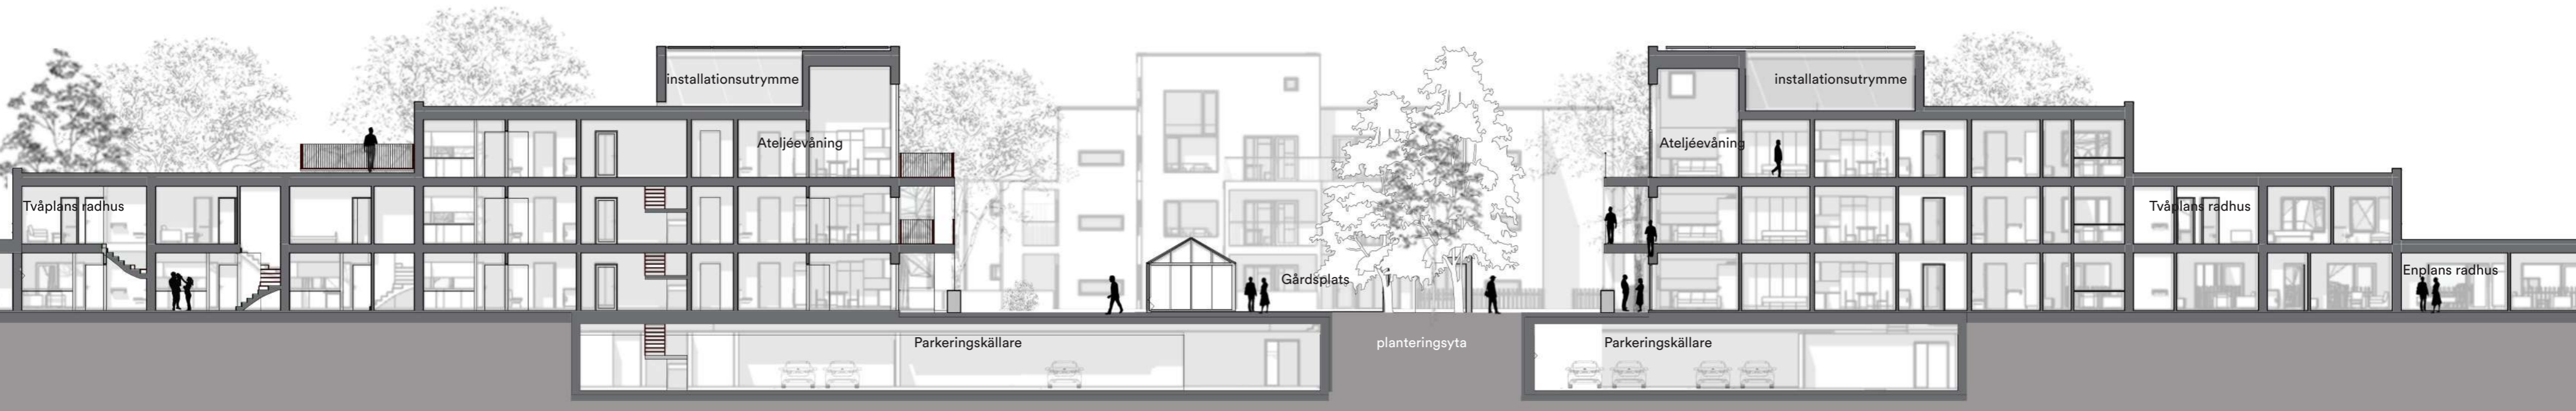 installationsutrymme
installationsutrymme
Ateljéevåning
Ateljéevåning
Tvåplans radhus
Tvåplans radhus
Enplans radhus
Gårdsplats
Parkeringskällare
planteringsyta
Parkeringskällare